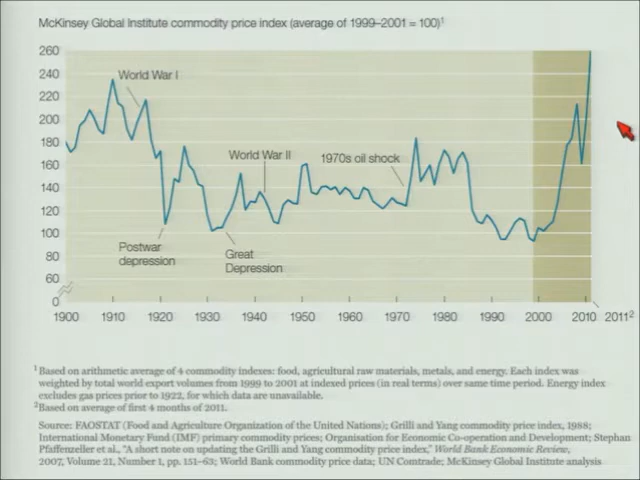 McKinsey Global Institute commodity price index (average of 1999–2001 = 100)¹
260
240
220
200
180
160
140
120
100
80
60
0
World War I
World War II
1970s oil shock
Postwar
depression
Great
Depression
1900 1910 1920 1930 1940 1950 1960 1970 1980 1990 2000 2010 2011²
¹Based on arithmetic average of 4 commodity indexes: food, agricultural raw materials, metals, and energy. Each index was
weighted by total world export volumes from 1999 to 2001 at indexed prices (in real terms) over same time period. Energy index
excludes gas prices prior to 1922, for which data are unavailable.
²Based on average of first 4 months of 2011.
Source: FAOSTAT (Food and Agriculture Organization of the United Nations); Grilli and Yang commodity price index, 1988;
International Monetary Fund (IMF) primary commodity prices; Organisation for Economic Co-operation and Development; Stephan
Pfaffenzeller et al., "A short note on updating the Grilli and Yang commodity price index," World Bank Economic Review,
2007, Volume 21, Number 1, pp. 151–63; World Bank commodity price data; UN Comtrade; McKinsey Global Institute analysis